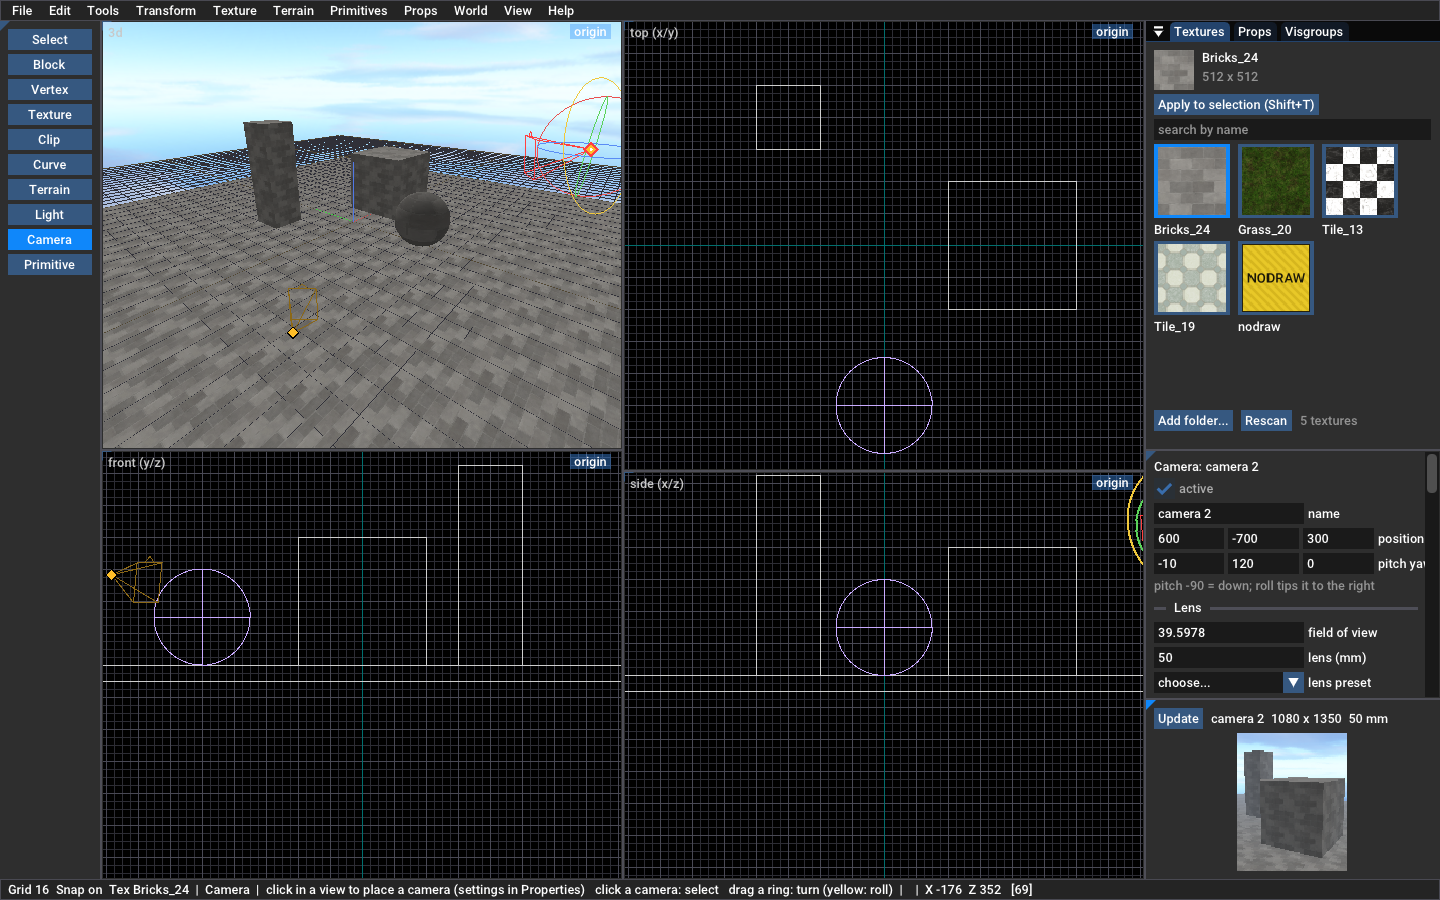 File Edit Tools Transform Texture Terrain Primitives Props World View Help
Select
Block
Vertex
Texture
Clip
Curve
Terrain
Light
Camera
Primitive
3d
origin
top (x/y)
origin
front (y/z)
origin
side (x/z)
origin
Textures Props Visgroups
Bricks_24
512 x 512
Apply to selection (Shift+T)
search by name
Bricks_24 Grass_20 Tile_13
NODRAW
Tile_19 nodraw
Add folder... Rescan 5 textures
Camera: camera 2
active
camera 2 name
600 -700 300 position
-10 120 0 pitch yaw
pitch -90 = down; roll tips it to the right
Lens
39.5978 field of view
50 lens (mm)
choose... lens preset
Update camera 2 1080 x 1350 50 mm
Grid 16 Snap on Tex Bricks_24 | Camera | click in a view to place a camera (settings in Properties) click a camera: select drag a ring: turn (yellow: roll) | | X -176 Z 352 [69]